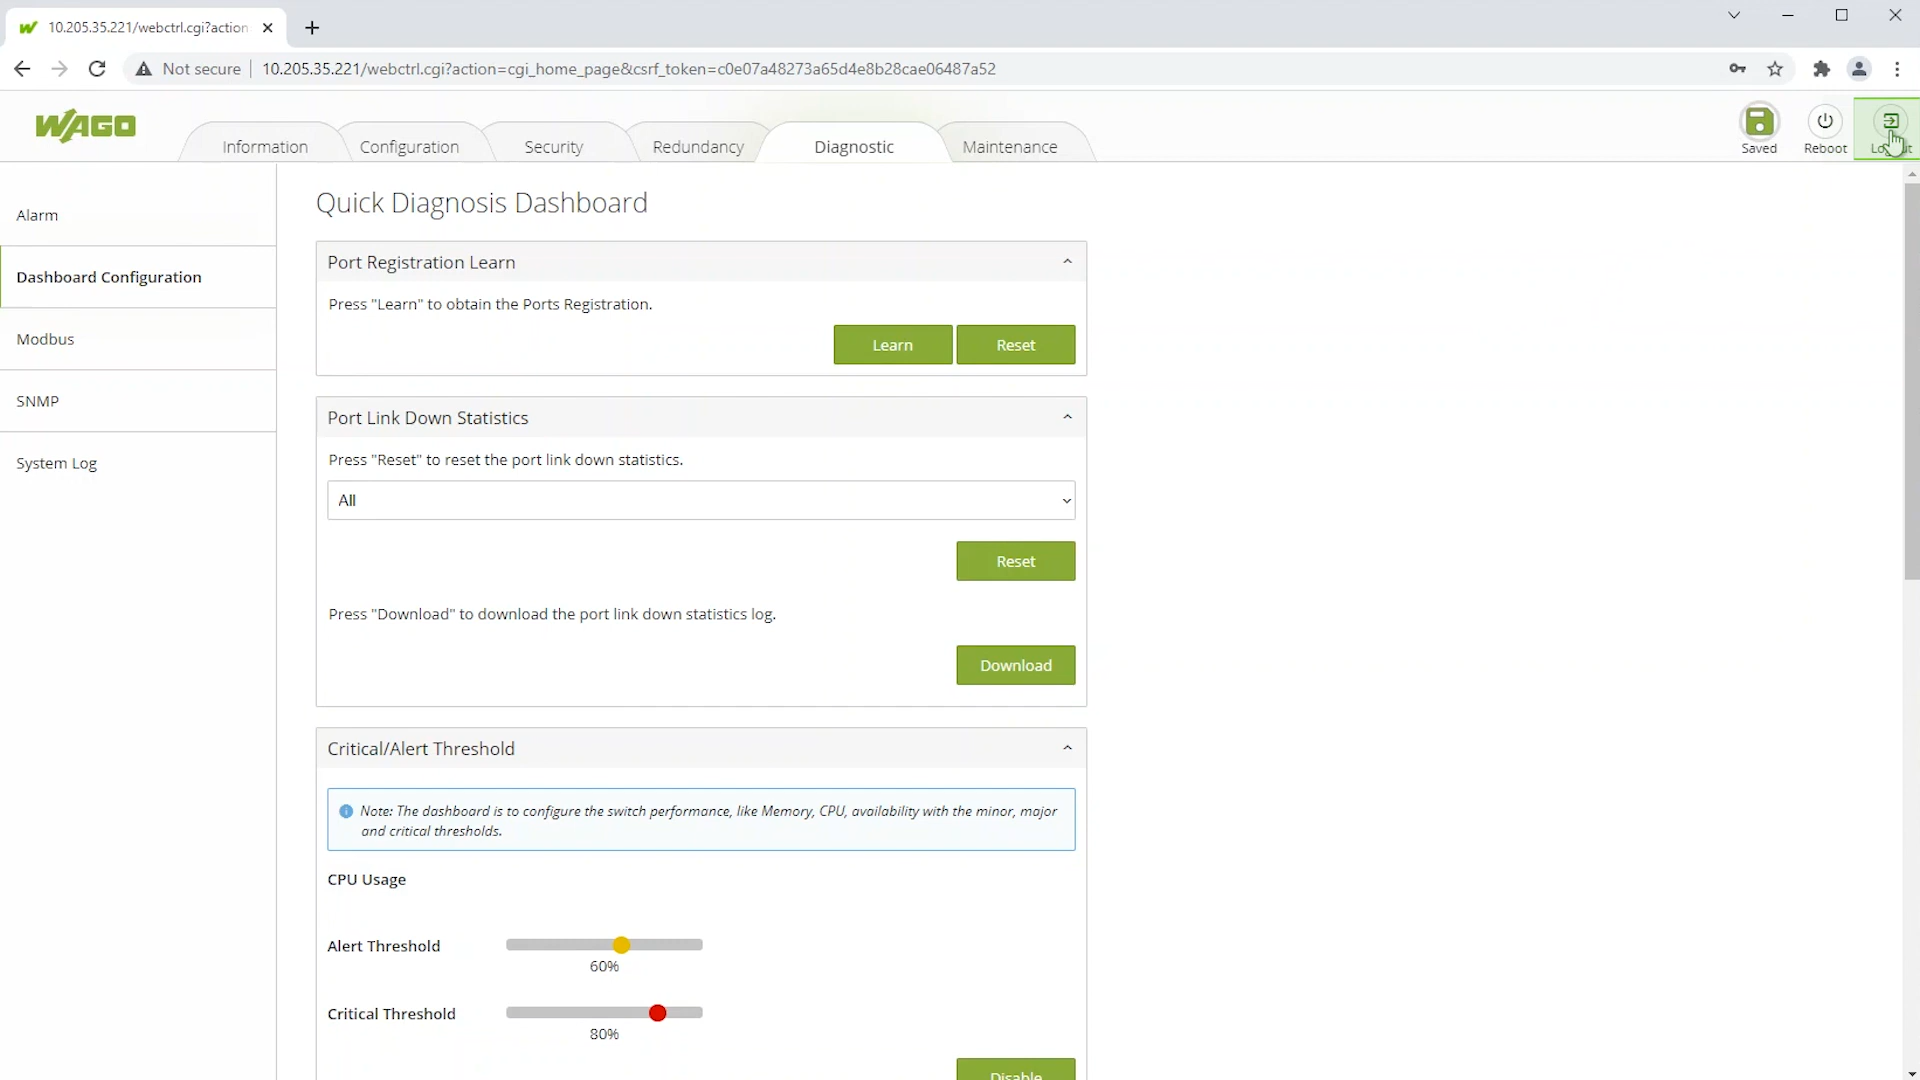 10.205.35.221/webctrl.cgi?action
Not secure
10.205.35.221/webctrl.cgi?action=cgi_home_page&csrf_token=c0e07a48273a65d4e8b28cae06487a52
WAGO
Information
Configuration
Security
Redundancy
Diagnostic
Maintenance
Saved
Reboot
Alarm
Dashboard Configuration
Modbus
SNMP
System Log
Quick Diagnosis Dashboard
Port Registration Learn
Press "Learn" to obtain the Ports Registration.
Learn
Reset
Port Link Down Statistics
Press "Reset" to reset the port link down statistics.
All
Reset
Press "Download" to download the port link down statistics log.
Download
Critical/Alert Threshold
Note: The dashboard is to configure the switch performance, like Memory, CPU, availability with the minor, major
and critical thresholds.
CPU Usage
Alert Threshold
60%
Critical Threshold
80%
Disable